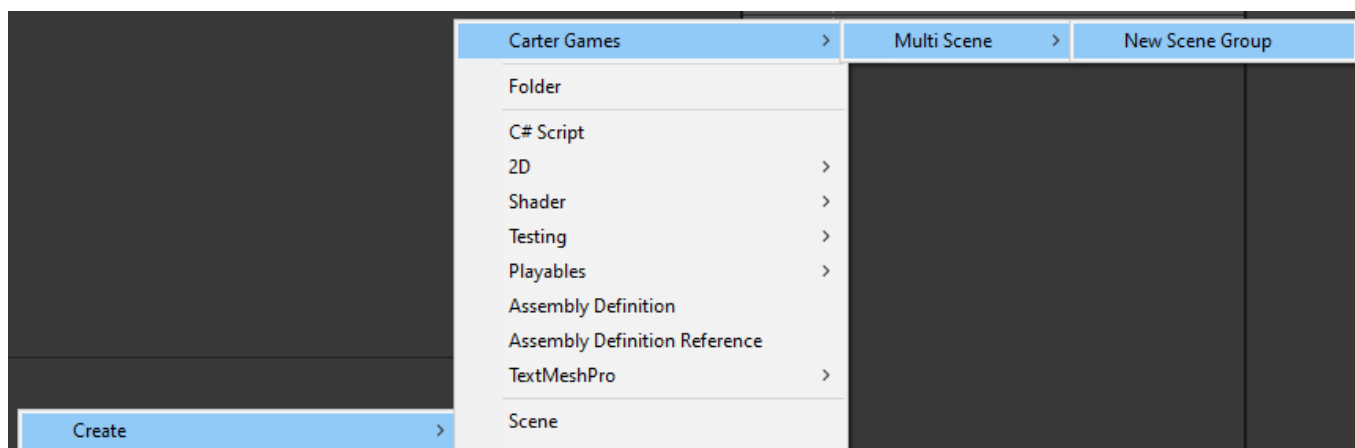 Carter Games > Multi Scene > New Scene Group
Folder
C# Script
2D >
Shader >
Testing >
Playables >
Assembly Definition
Assembly Definition Reference
TextMeshPro >
Scene
Create >